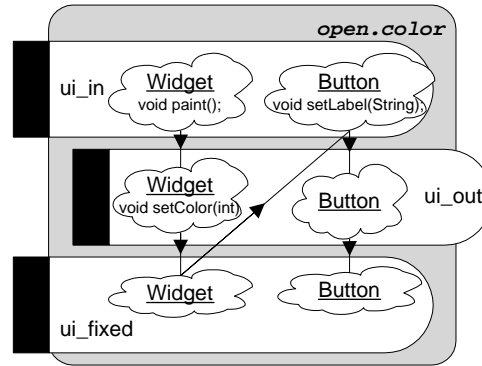 open.color
ui_in
Widget
void paint();
Button
void setLabel(String);
Widget
void setColor(int)
Button
ui_out
Widget
Button
ui_fixed